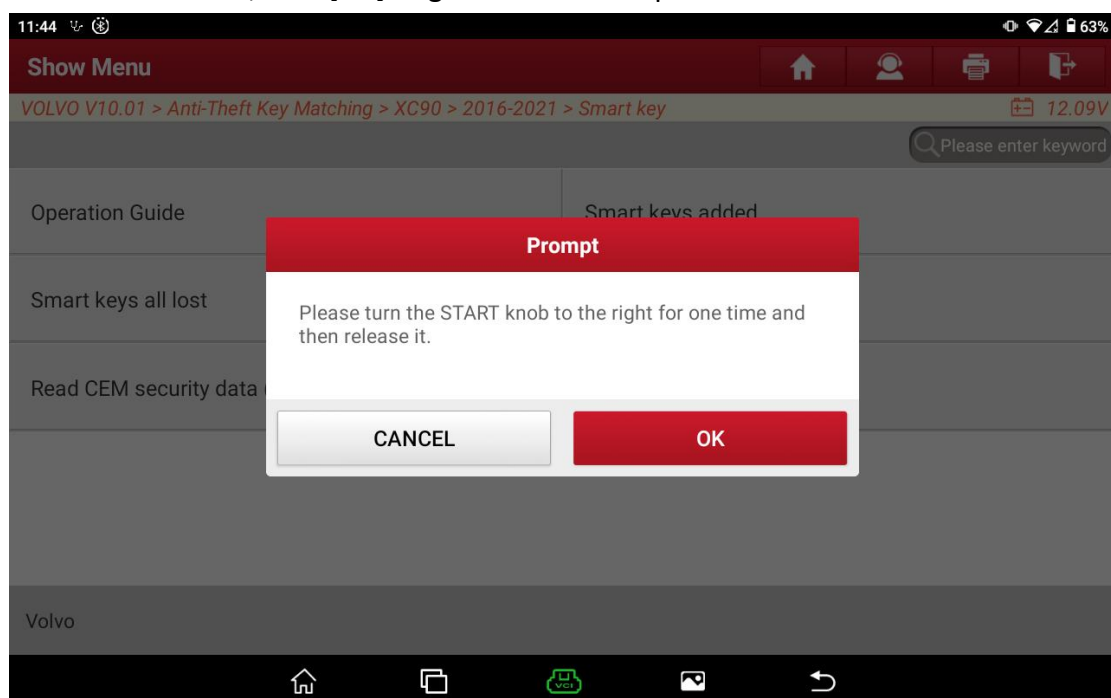 11:44
63%
Show Menu
VOLVO V10.01 > Anti-Theft Key Matching > XC90 > 2016-2021 > Smart key
12.09V
Please enter keyword
Operation Guide
Smart keys added
Prompt
Smart keys all lost
Please turn the START knob to the right for one time and
then release it.
Read CEM security data
CANCEL
OK
Volvo
VCI